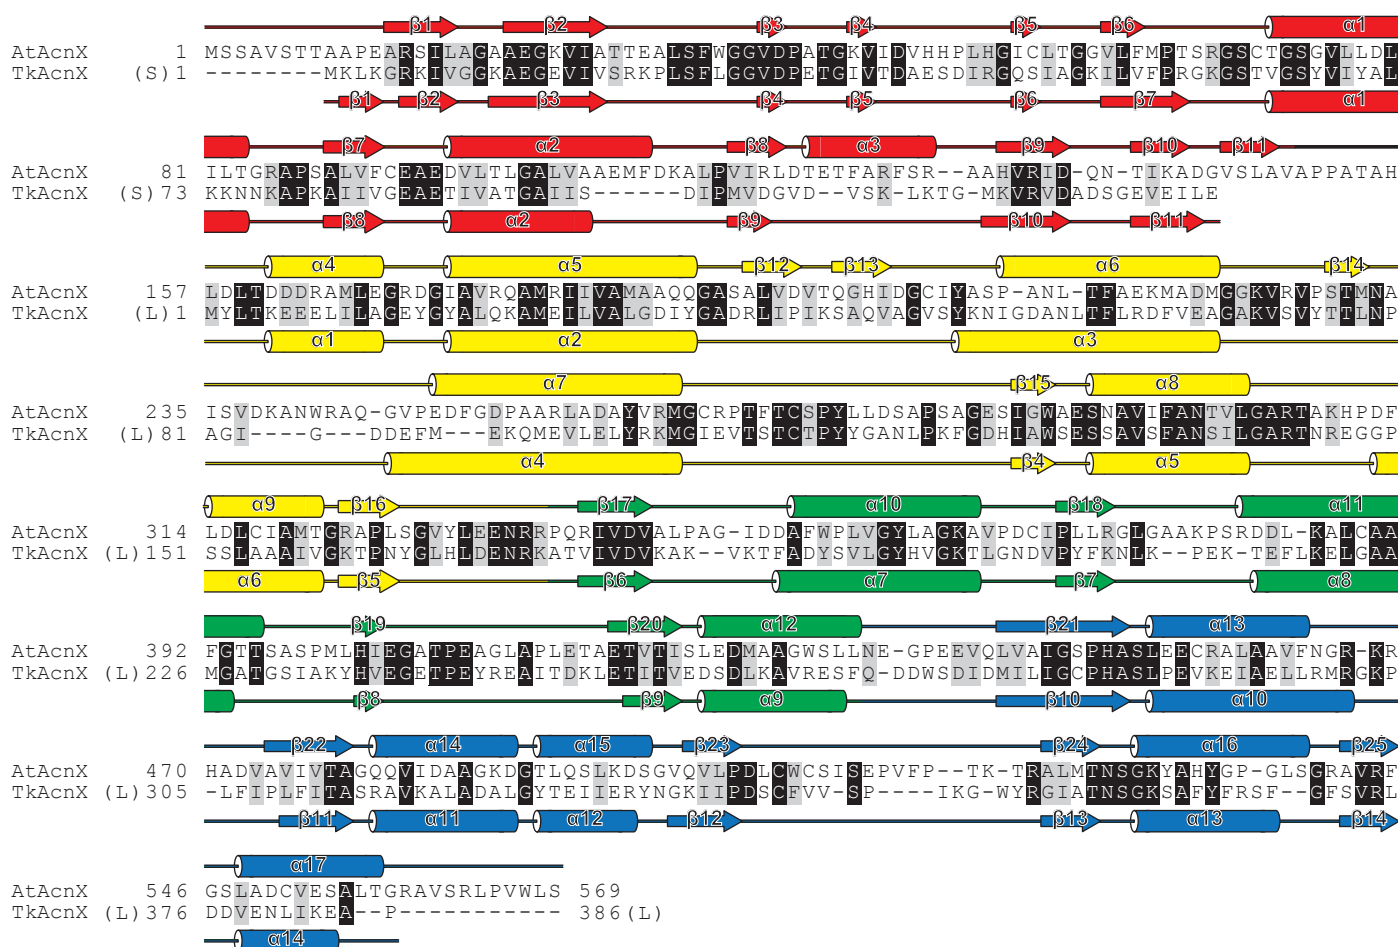 β1 β2 β3 β4 β5 β6 α1
AtAcnX 1 MSSAVSTTAAPEARSILAGAAEGKVIATTEALSFWGGVDPATGKVIDVHHPLHGICLTGGVLFMPTSRGSCTGSGVLLDL
TkAcnX (S)1 --------MKLKGRKIVGGKAEGEVIVSRKPLSFLGGVDPETGIVTDAESDIRGQSIAGKILVFPRGKGSTVGSYVIYAL
β1 β2 β3 β4 β5 β6 β7 α1
β7 α2 β8 α3 β9 β10 β11
AtAcnX 81 ILTGRAPSALVFCEAEDVLTLGALVAAEMFDKALPVIRLDTETFARFSR--AAHVRID-QN-TIKADGVSLAVAPPATAH
TkAcnX (S)73 KKNNKAPKAIIVGEAETIVATGAIIS------DIPMVDGVD--VSK-LKTG-MKVRVDADSGEVEILE
β8 α2 β9 β10 β11
α4 α5 β12 β13 α6 β14
AtAcnX 157 LDLTDDDRAMLEGRDGIAVRQAMRIIVAMAAQQGASALVDVTQGHIDGCIYASP-ANL-TFAEKMADMGGKVRVPSTMNA
TkAcnX (L)1 MYLTKEEELILAGEYGYALQKAMEILVALGDIYGADRLIPIKSAQVAGVSYKNIGDANLTFLRDFVEAGAKVSVYTTLNP
α1 α2 α3
α7 β15 α8
AtAcnX 235 ISVDKANWRAQ-GVPEDFGDPAARLADAYVRMGCRPTFTCSPYLLDSAPSAGESIGWAESNAVIFANTVLGARTAKHPDF
TkAcnX (L)81 AGI----G---DDEFM---EKQMEVLELYRKMGIEVTSTCTPYYGANLPKFGDHIAWSESSAVSFANSILGARTNREGGP
α4 β4 α5
α9 β16 β17 α10 β18 α11
AtAcnX 314 LDLCIAMTGRAPLSGVYLEENRRPQRIVDVALPAG-IDDAFWPLVGYLAGKAVPDCIPLLRGLGAAKPSRDDL-KALCAA
TkAcnX (L)151 SSLAAAIVGKTPNYGLHLDENRKATVIVDVKAK--VKTFADYSVLGYHVGKTLGNDVPYFKNLK--PEK-TEFLKELGAA
α6 β5 β6 α7 β7 α8
β19 β20 α12 β21 α13
AtAcnX 392 FGTTSASPMLHIEGATPEAGLAPLETAETVTISLEDMAAGWSLLNE-GPEEVQLVAIGSPHASLEECRALAAVFNGR-KR
TkAcnX (L)226 MGATGSIAKYHVEGETPEYREAITDKLETITVEDSDLKAVRESFQ-DDWSDIDMILIGCPHASLPEVKEIAELLRMRGKP
β8 β9 α9 β10 α10
β22 α14 α15 β23 β24 α16 β25
AtAcnX 470 HADVAVIVTAGQQVIDAAGKDGTLQSLKDSGVQVLPDLCWCSISEPVFP--TK-TRALMTNSGKYAHYGP-GLSGRAVRF
TkAcnX (L)305 -LFIPLFITASRAVKALADALGYTEIIERYNGKIIPDSCFVV-SP----IKG-WYRGIATNSGKSAFYFRSF--GFSVRL
β11 α11 α12 β12 β13 α13 β14
α17
AtAcnX 546 GSLADCVESALTGRAVSRLPVWLS 569
TkAcnX (L)376 DDVENLIKEA--P----------- 386(L)
α14